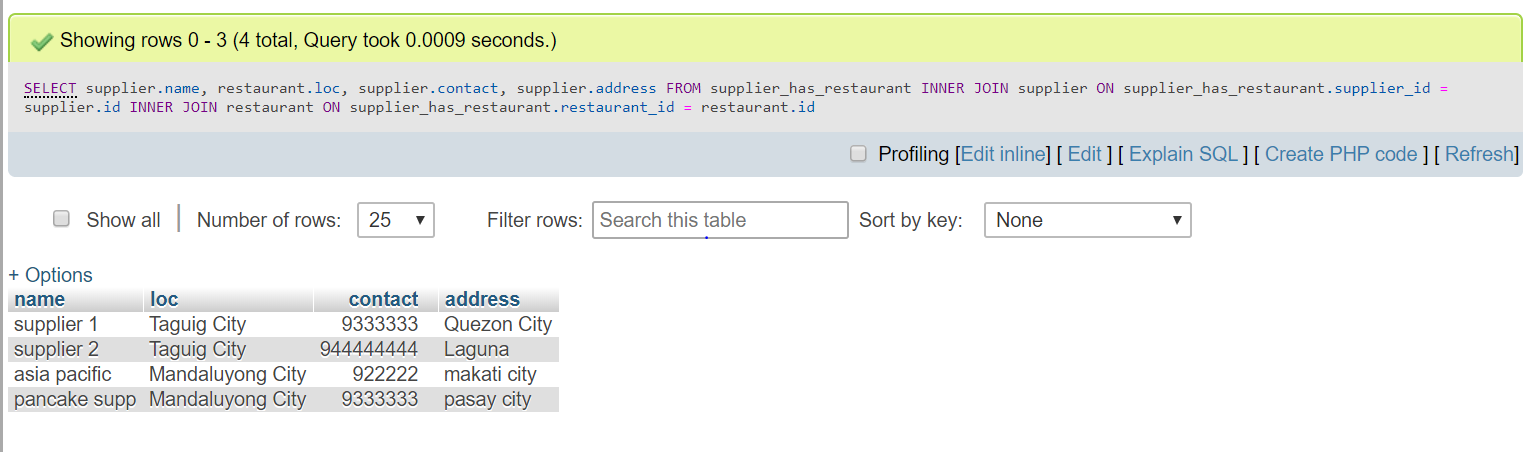 Showing rows 0 - 3 (4 total, Query took 0.0009 seconds.)
SELECT supplier.name, restaurant.loc, supplier.contact, supplier.address FROM supplier_has_restaurant INNER JOIN supplier ON supplier_has_restaurant.supplier_id =
supplier.id INNER JOIN restaurant ON supplier_has_restaurant.restaurant_id = restaurant.id
Profiling [Edit inline] [ Edit ] [ Explain SQL ] [ Create PHP code ] [ Refresh]
Show all Number of rows: 25 Filter rows: Search this table Sort by key: None
+ Options
name loc contact address
supplier 1 Taguig City 9333333 Quezon City
supplier 2 Taguig City 944444444 Laguna
asia pacific Mandaluyong City 922222 makati city
pancake supp Mandaluyong City 9333333 pasay city